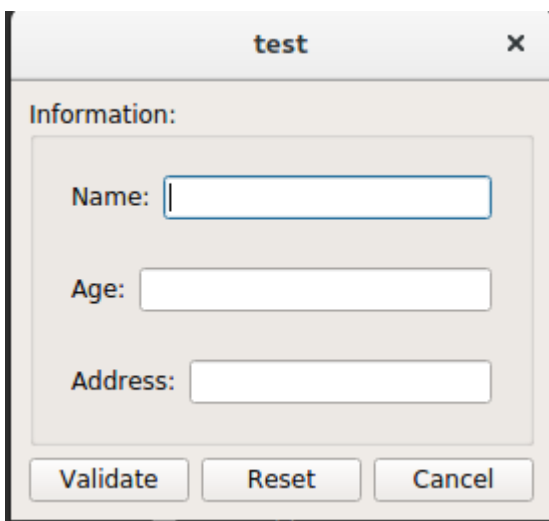 test
Information:
Name:
Age:
Address:
Validate Reset Cancel